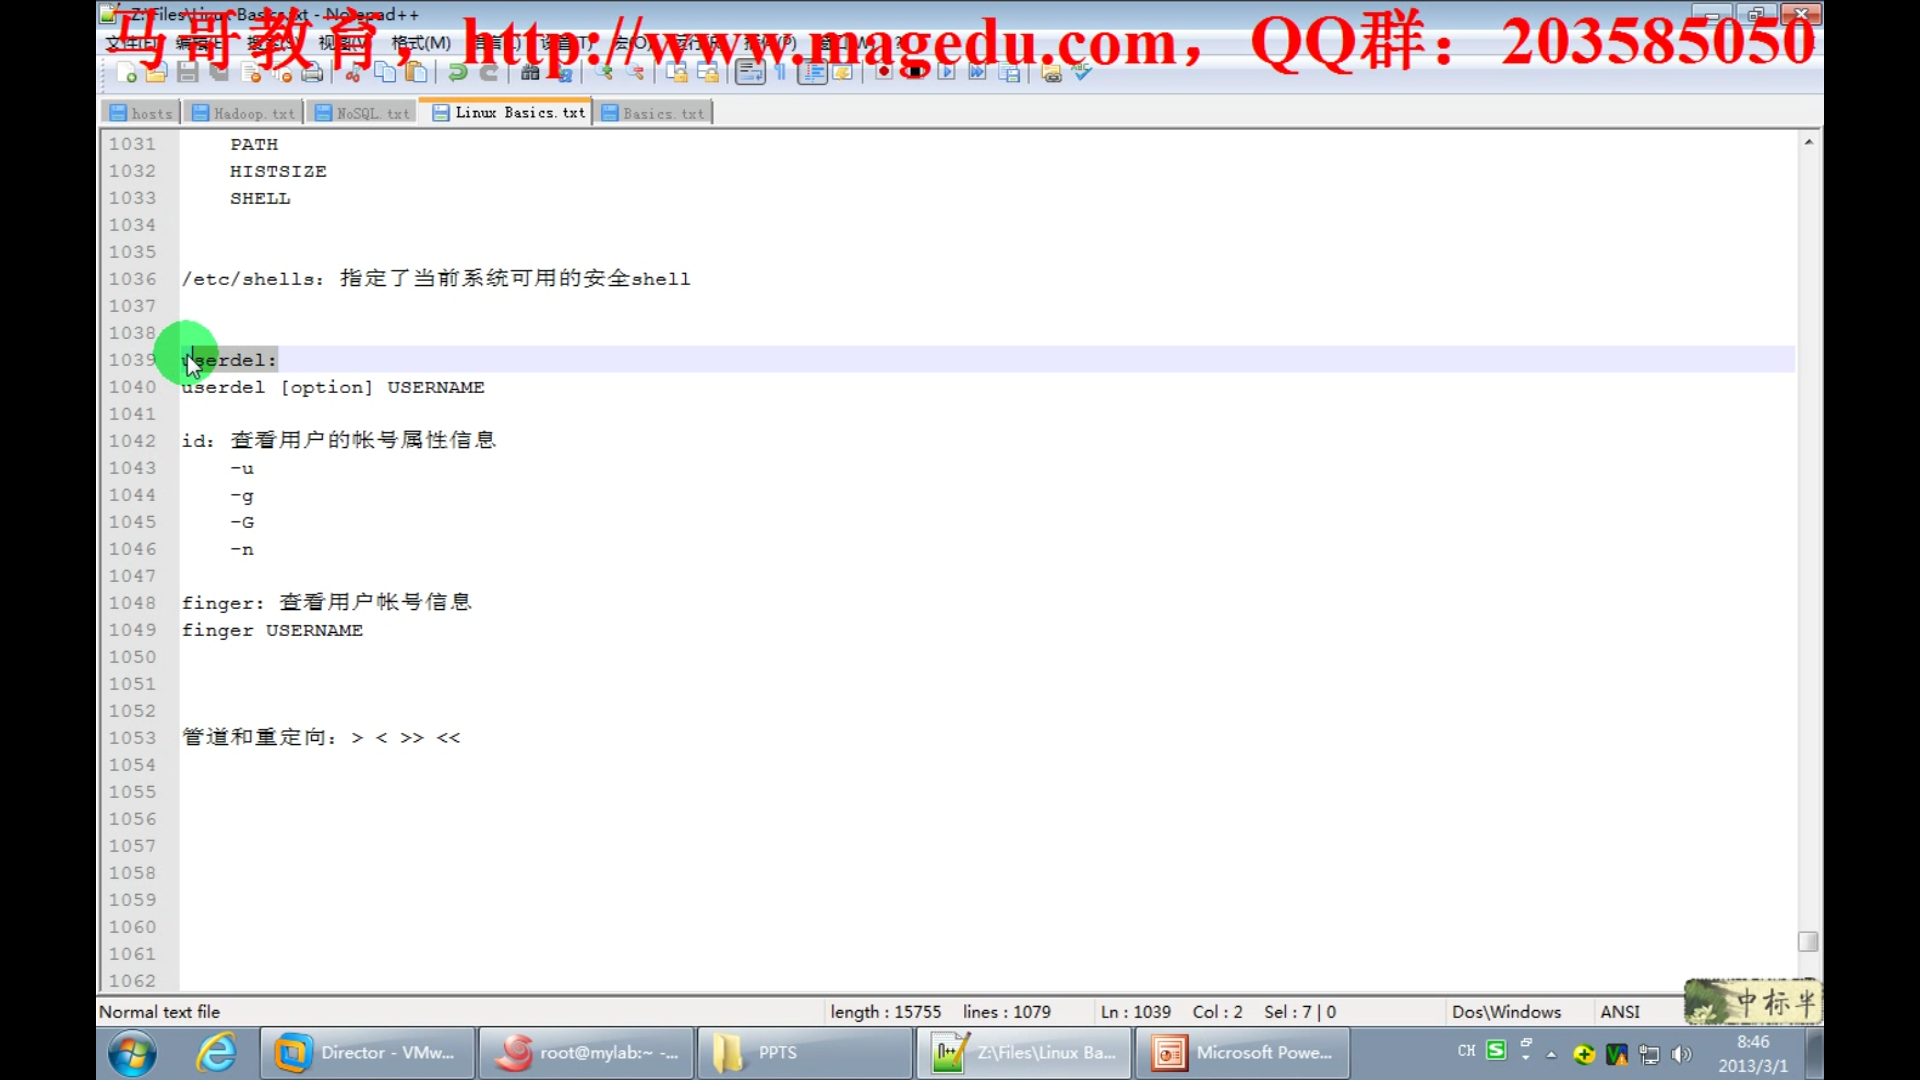 Z:\Files\Linux Basics.txt - Notepad++
马哥教育，http://www.magedu.com，QQ群：203585050
格式(M)
hosts Hadoop.txt NoSQL.txt Linux Basics.txt Basics.txt
1031 PATH
1032 HISTSIZE
1033 SHELL
1034
1035
1036 /etc/shells：指定了当前系统可用的安全shell
1037
1038
1039 userdel:
1040 userdel [option] USERNAME
1041
1042 id：查看用户的帐号属性信息
1043 -u
1044 -g
1045 -G
1046 -n
1047
1048 finger: 查看用户帐号信息
1049 finger USERNAME
1050
1051
1052
1053 管道和重定向：> < >> <<
1054
1055
1056
1057
1058
1059
1060
1061
1062
Normal text file length : 15755 lines : 1079 Ln : 1039 Col : 2 Sel : 7 | 0 Dos\Windows ANSI
中标半
Director - VMw... root@mylab:~ -... PPTS Z:\Files\Linux Ba... Microsoft Powe... CH 8:46
2013/3/1